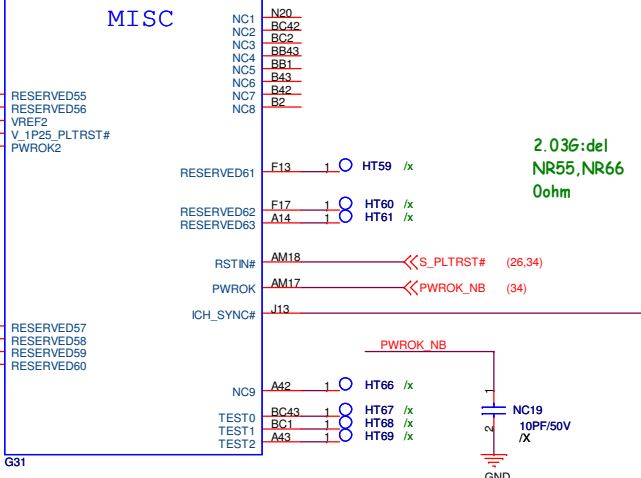 MISC
NC1 N20
NC2 BC42
NC3 BC2
NC4 BB43
NC5 BB1
NC6 B43
NC7 B42
NC8 B2
RESERVED55
RESERVED56
VREF2
V_1P25_PLTRST#
PWROK2
2.03G:del
NR55,NR66
0ohm
RESERVED61 F13 1 HT59 /x
RESERVED62 F17 1 HT60 /x
RESERVED63 A14 1 HT61 /x
RSTIN# AM18 S_PLTRST# (26,34)
PWROK AM17 PWROK_NB (34)
ICH_SYNC# J13
RESERVED57
RESERVED58
RESERVED59
RESERVED60
PWROK_NB
NC9 A42 1 HT66 /x
TEST0 BC43 1 HT67 /x
TEST1 BC1 1 HT68 /x
TEST2 A43 1 HT69 /x
1
NC19
10PF/50V
2
/X
G31
GND